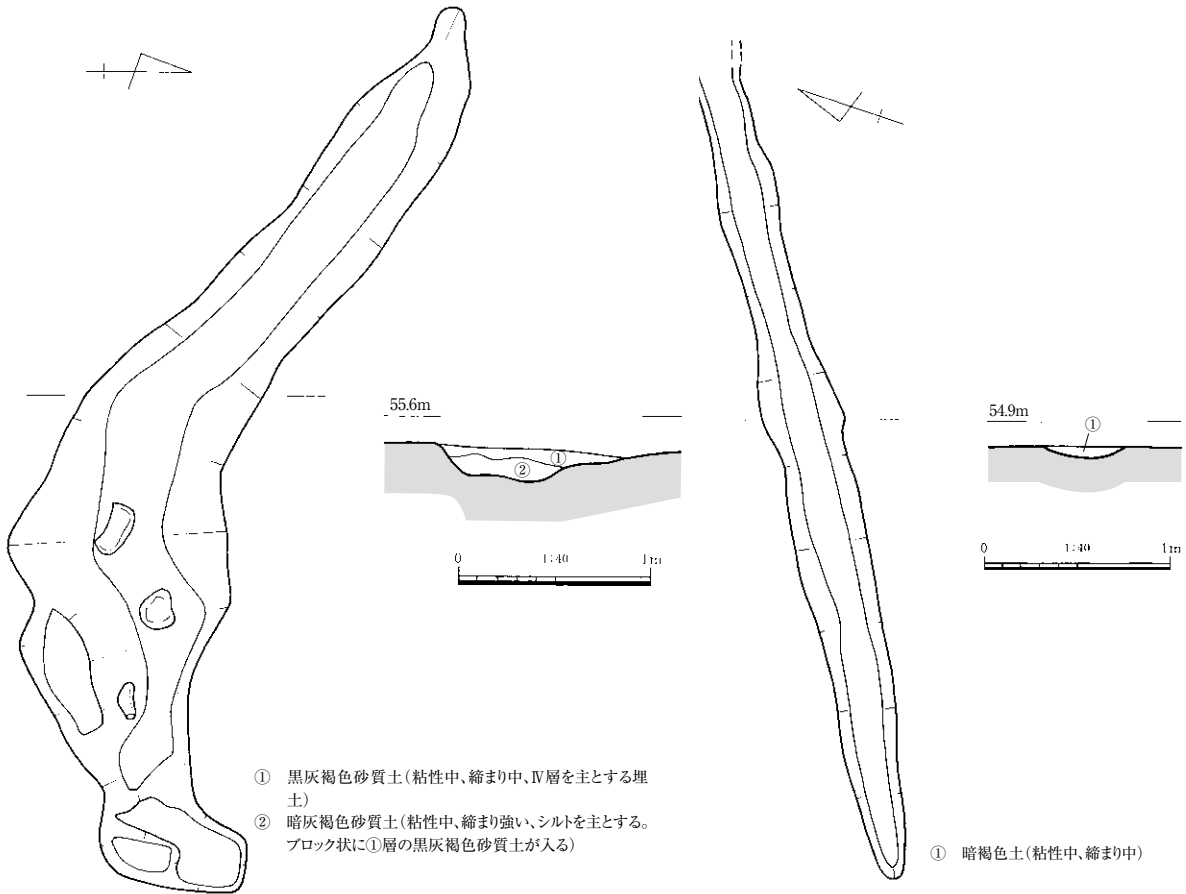 55.6m
①
②
0 1:40 1m
① 黒灰褐色砂質土（粘性中、締まり中、Ⅳ層を主とする埋
土）
② 暗灰褐色砂質土（粘性中、締まり強い、シルトを主とする。
ブロック状に①層の黒灰褐色砂質土が入る）
54.9m
①
0 1:40 1m
① 暗褐色土（粘性中、締まり中）